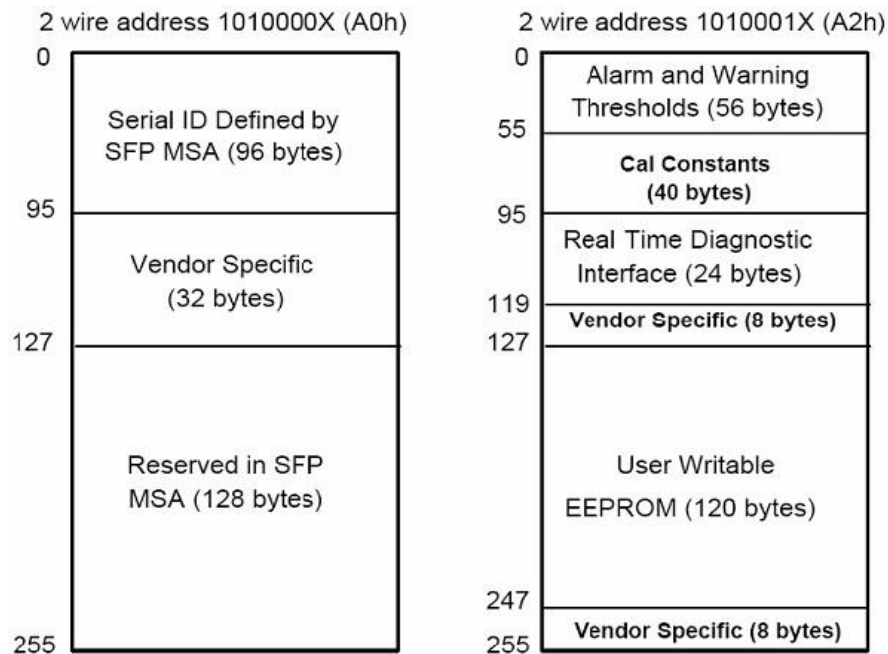 2 wire address 1010000X (A0h)
0
Serial ID Defined by
SFP MSA (96 bytes)
95
Vendor Specific
(32 bytes)
127
Reserved in SFP
MSA (128 bytes)
255
2 wire address 1010001X (A2h)
0
Alarm and Warning
Thresholds (56 bytes)
55
Cal Constants
(40 bytes)
95
Real Time Diagnostic
Interface (24 bytes)
119
Vendor Specific (8 bytes)
127
User Writable
EEPROM (120 bytes)
247
Vendor Specific (8 bytes)
255